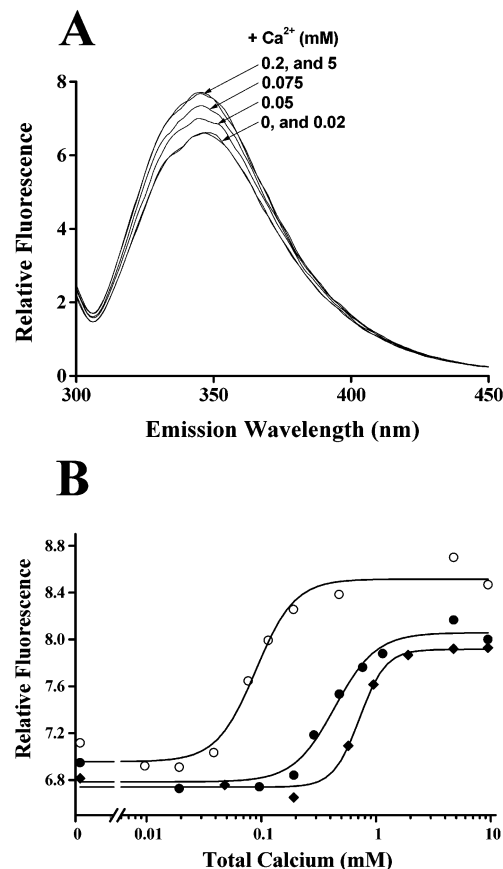 A
+ Ca²⁺ (mM)
0.2, and 5
0.075
0.05
0, and 0.02
8
6
4
2
0
Relative Fluorescence
300
350
400
450
Emission Wavelength (nm)
B
8.8
8.4
8.0
7.6
7.2
6.8
Relative Fluorescence
0
0.01
0.1
1
10
Total Calcium (mM)